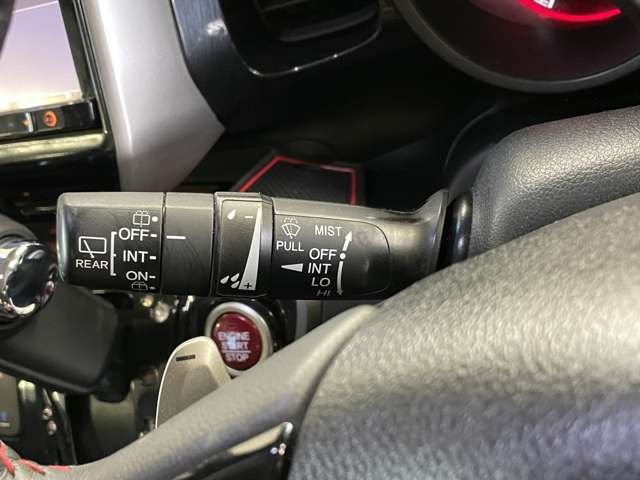 REAR
OFF
INT
ON
PULL
MIST
OFF
INT
LO
HI
ENGINE
START
STOP